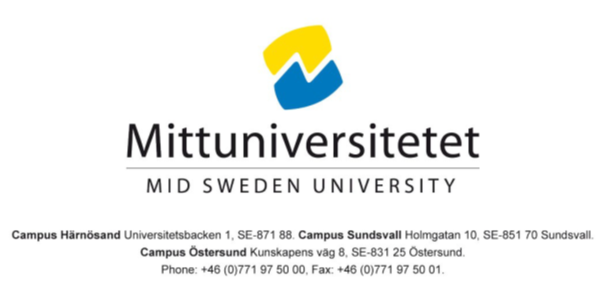 Mittuniversitetet
MID SWEDEN UNIVERSITY
Campus Härnösand Universitetsbacken 1, SE-871 88. Campus Sundsvall Holmgatan 10, SE-851 70 Sundsvall.
Campus Östersund Kunskapens väg 8, SE-831 25 Östersund.
Phone: +46 (0)771 97 50 00, Fax: +46 (0)771 97 50 01.